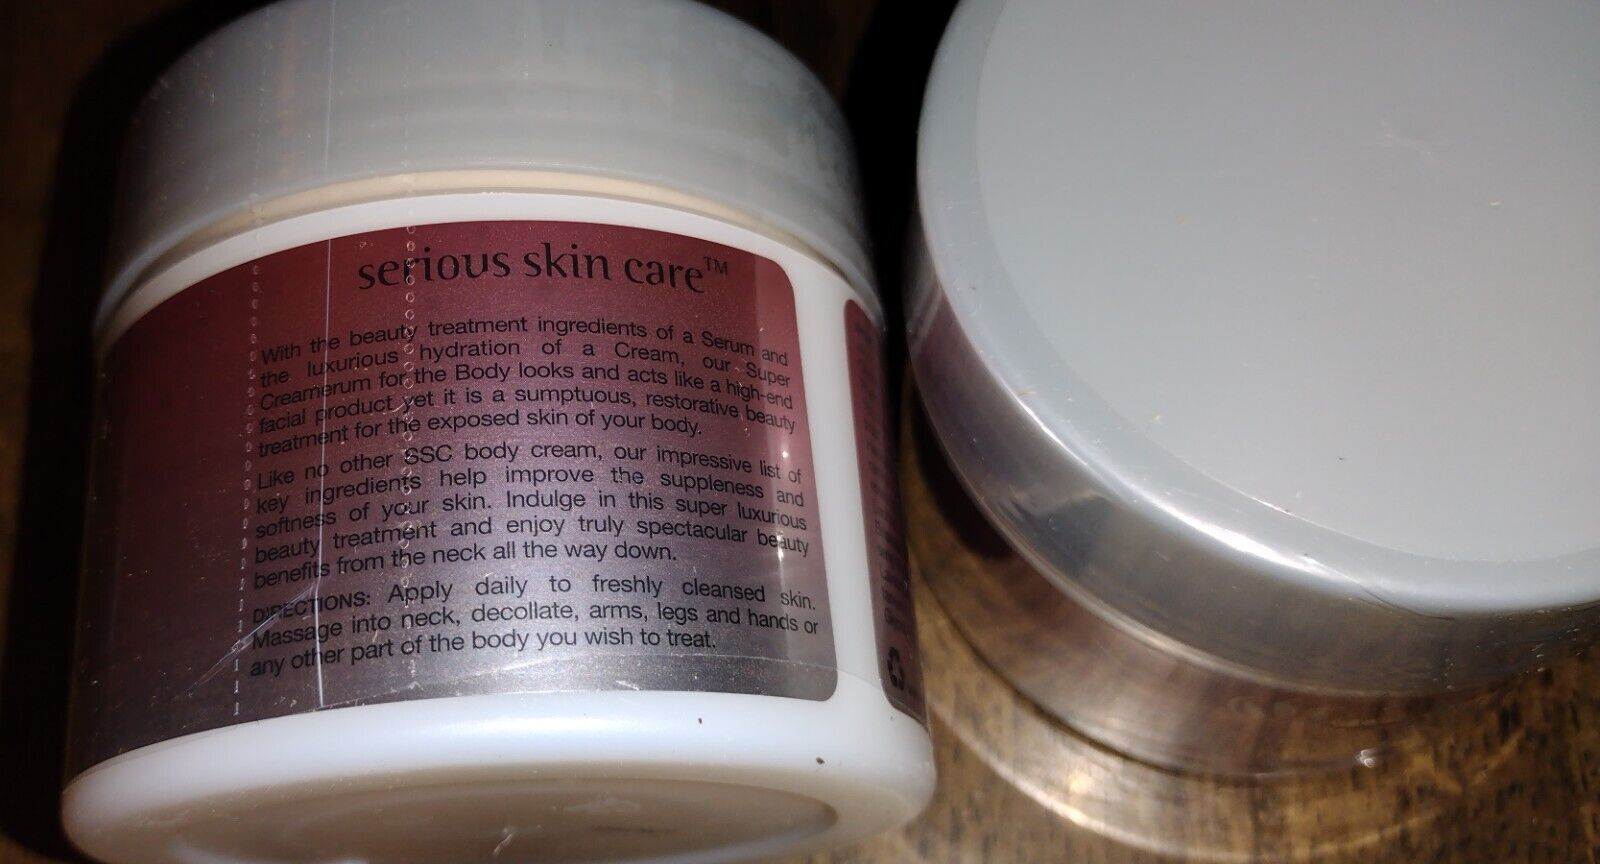 serious skin care™
With the beauty treatment ingredients of a Serum and
the luxurious hydration of a Cream, our Super
Creamerum for the Body looks and acts like a high-end
facial product yet it is a sumptuous, restorative beauty
treatment for the exposed skin of your body.
Like no other SSC body cream, our impressive list of
key ingredients help improve the suppleness and
softness of your skin. Indulge in this super luxurious
beauty treatment and enjoy truly spectacular beauty
benefits from the neck all the way down.
DIRECTIONS: Apply daily to freshly cleansed skin.
Massage into neck, decollate, arms, legs and hands or
any other part of the body you wish to treat.